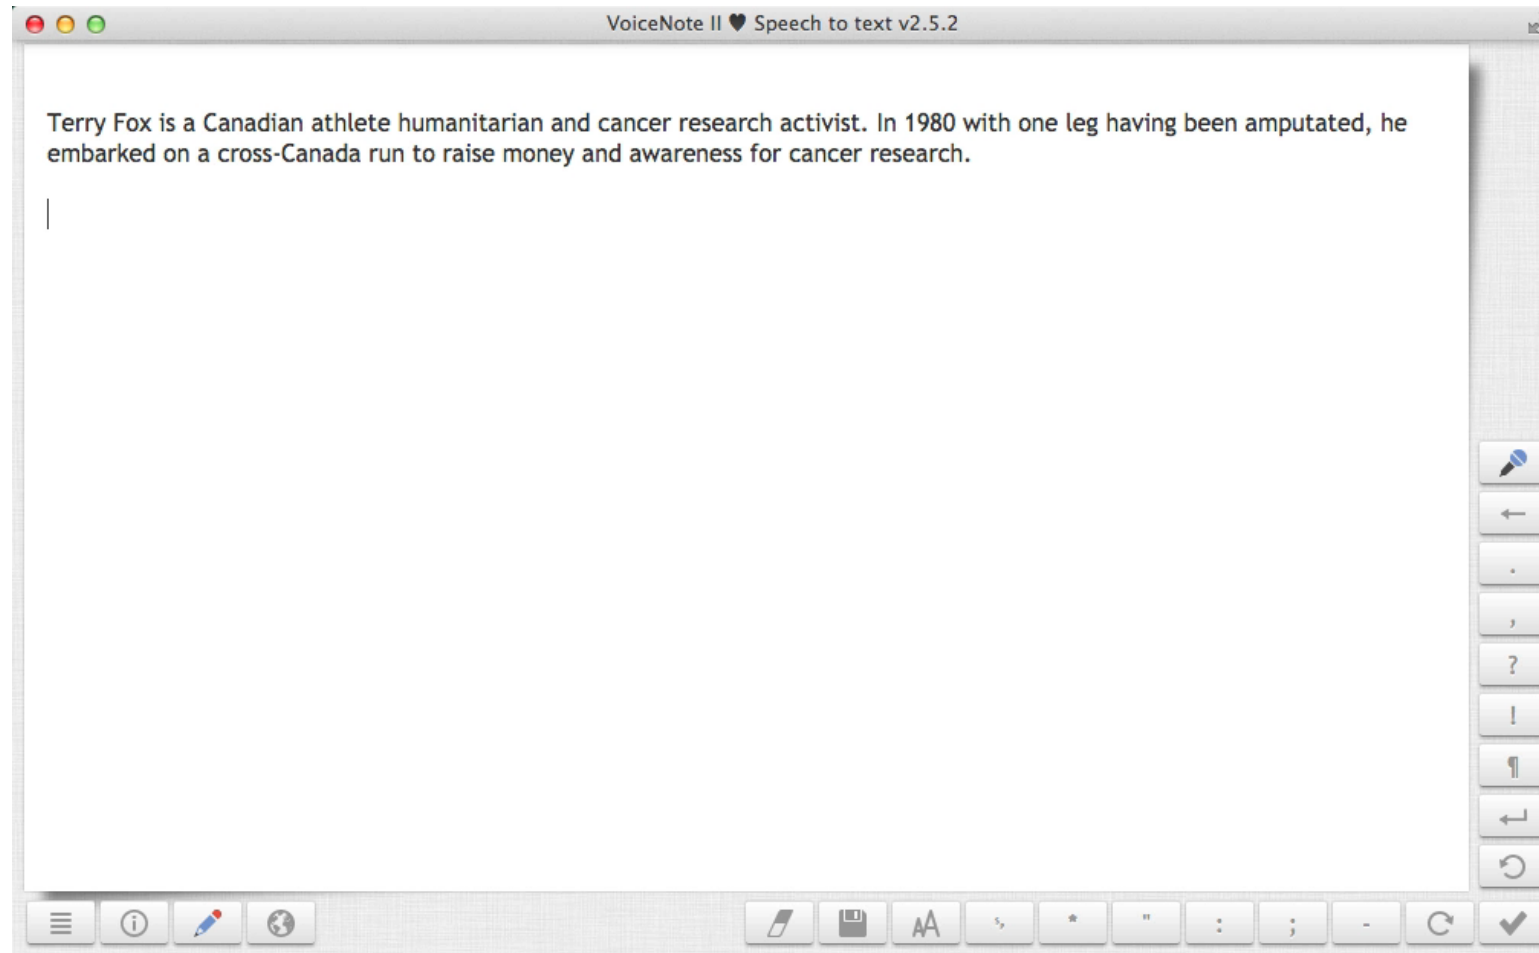 VoiceNote II ♥ Speech to text v2.5.2
Terry Fox is a Canadian athlete humanitarian and cancer research activist. In 1980 with one leg having been amputated, he
embarked on a cross-Canada run to raise money and awareness for cancer research.
.
,
?
!
¶
AA s, * " : ; -